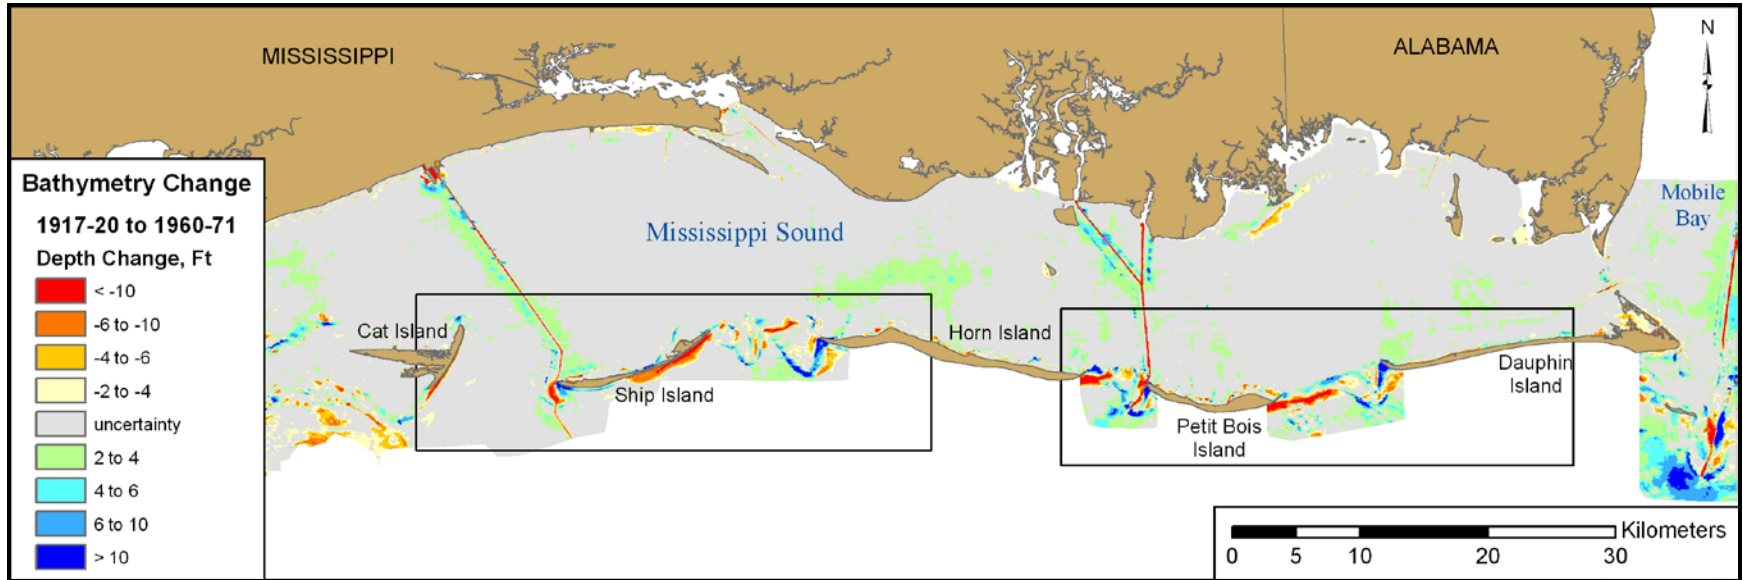 MISSISSIPPI
ALABAMA
N
Bathymetry Change
1917-20 to 1960-71
Depth Change, Ft
< -10
-6 to -10
-4 to -6
-2 to -4
uncertainty
2 to 4
4 to 6
6 to 10
> 10
Mississippi Sound
Mobile
Bay
Cat Island
Ship Island
Horn Island
Petit Bois
Island
Dauphin
Island
Kilometers
0 5 10 20 30